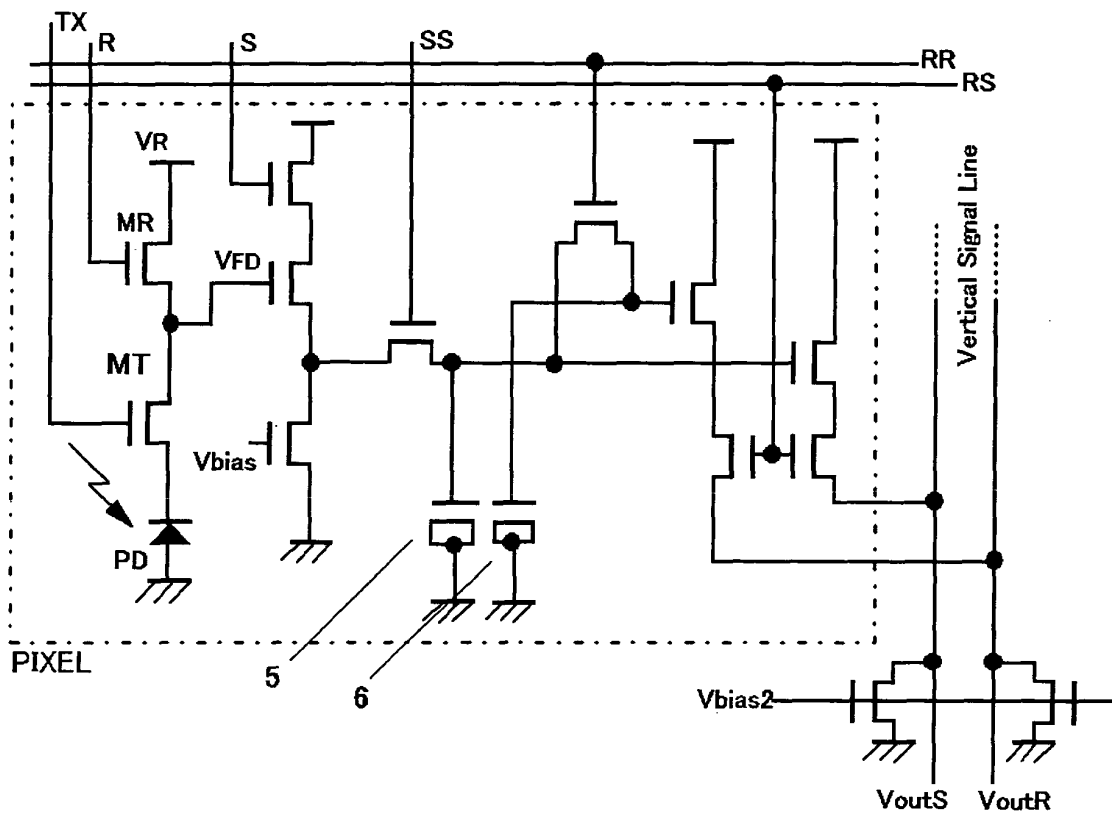 TX
R
S
SS
RR
RS
VR
MR
VFD
MT
Vbias
PD
Vertical Signal Line
PIXEL
5
6
Vbias2
VoutS
VoutR